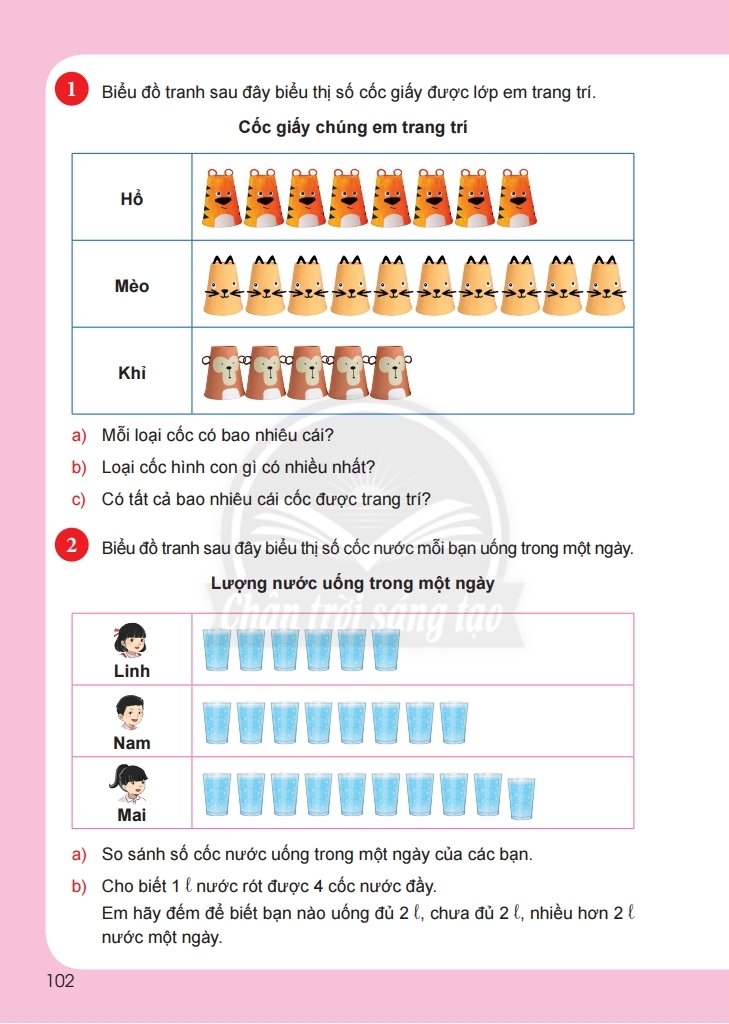 1 Biểu đồ tranh sau đây biểu thị số cốc giấy được lớp em trang trí.
Cốc giấy chúng em trang trí
Hổ
Mèo
Khỉ
a) Mỗi loại cốc có bao nhiêu cái?
b) Loại cốc hình con gì có nhiều nhất?
c) Có tất cả bao nhiêu cái cốc được trang trí?
2 Biểu đồ tranh sau đây biểu thị số cốc nước mỗi bạn uống trong một ngày.
Lượng nước uống trong một ngày
Chân trời sáng tạo
Linh
Nam
Mai
a) So sánh số cốc nước uống trong một ngày của các bạn.
b) Cho biết 1 ℓ nước rót được 4 cốc nước đầy.
Em hãy đếm để biết bạn nào uống đủ 2 ℓ, chưa đủ 2 ℓ, nhiều hơn 2 ℓ
nước một ngày.
102